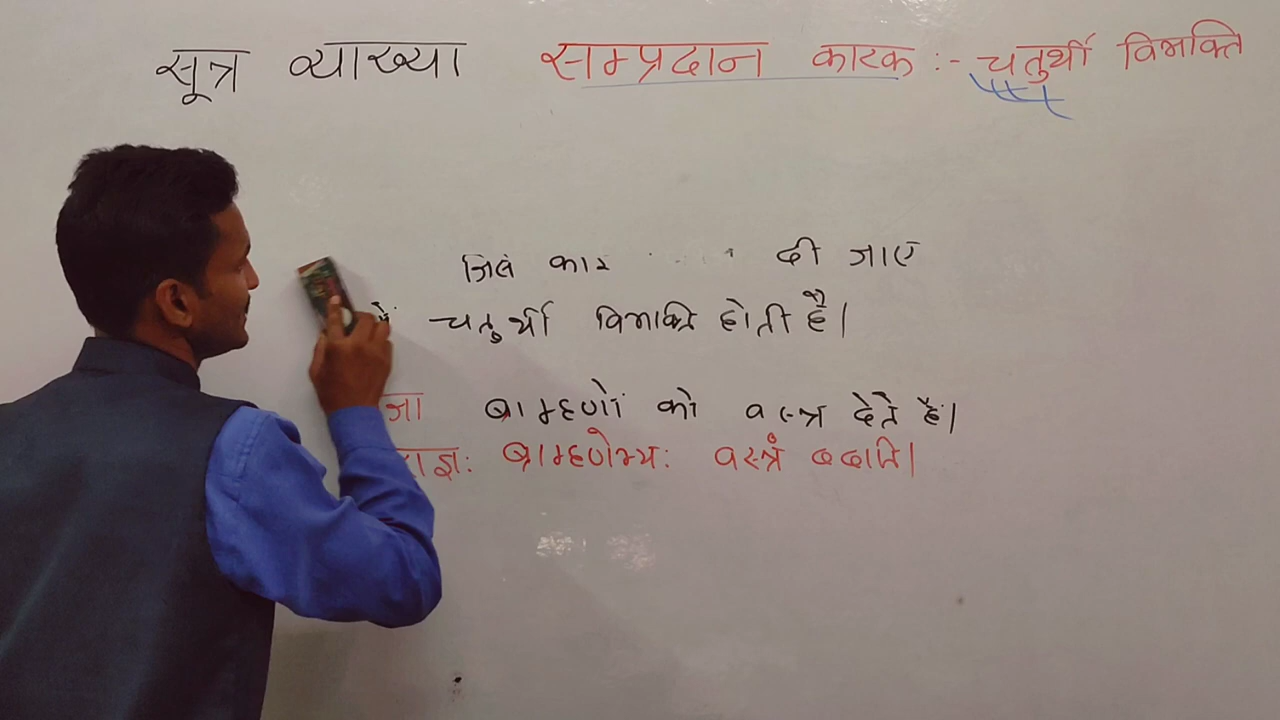 सूत्र व्याख्या सम्प्रदान कारक :- चतुर्थी विभक्ति
दी जाए
चतुर्थी विभक्ति होती है।
ब्राम्हणों को वस्त्र देते हैं।
ब्राम्हणेभ्यः वस्त्रं ददाति।